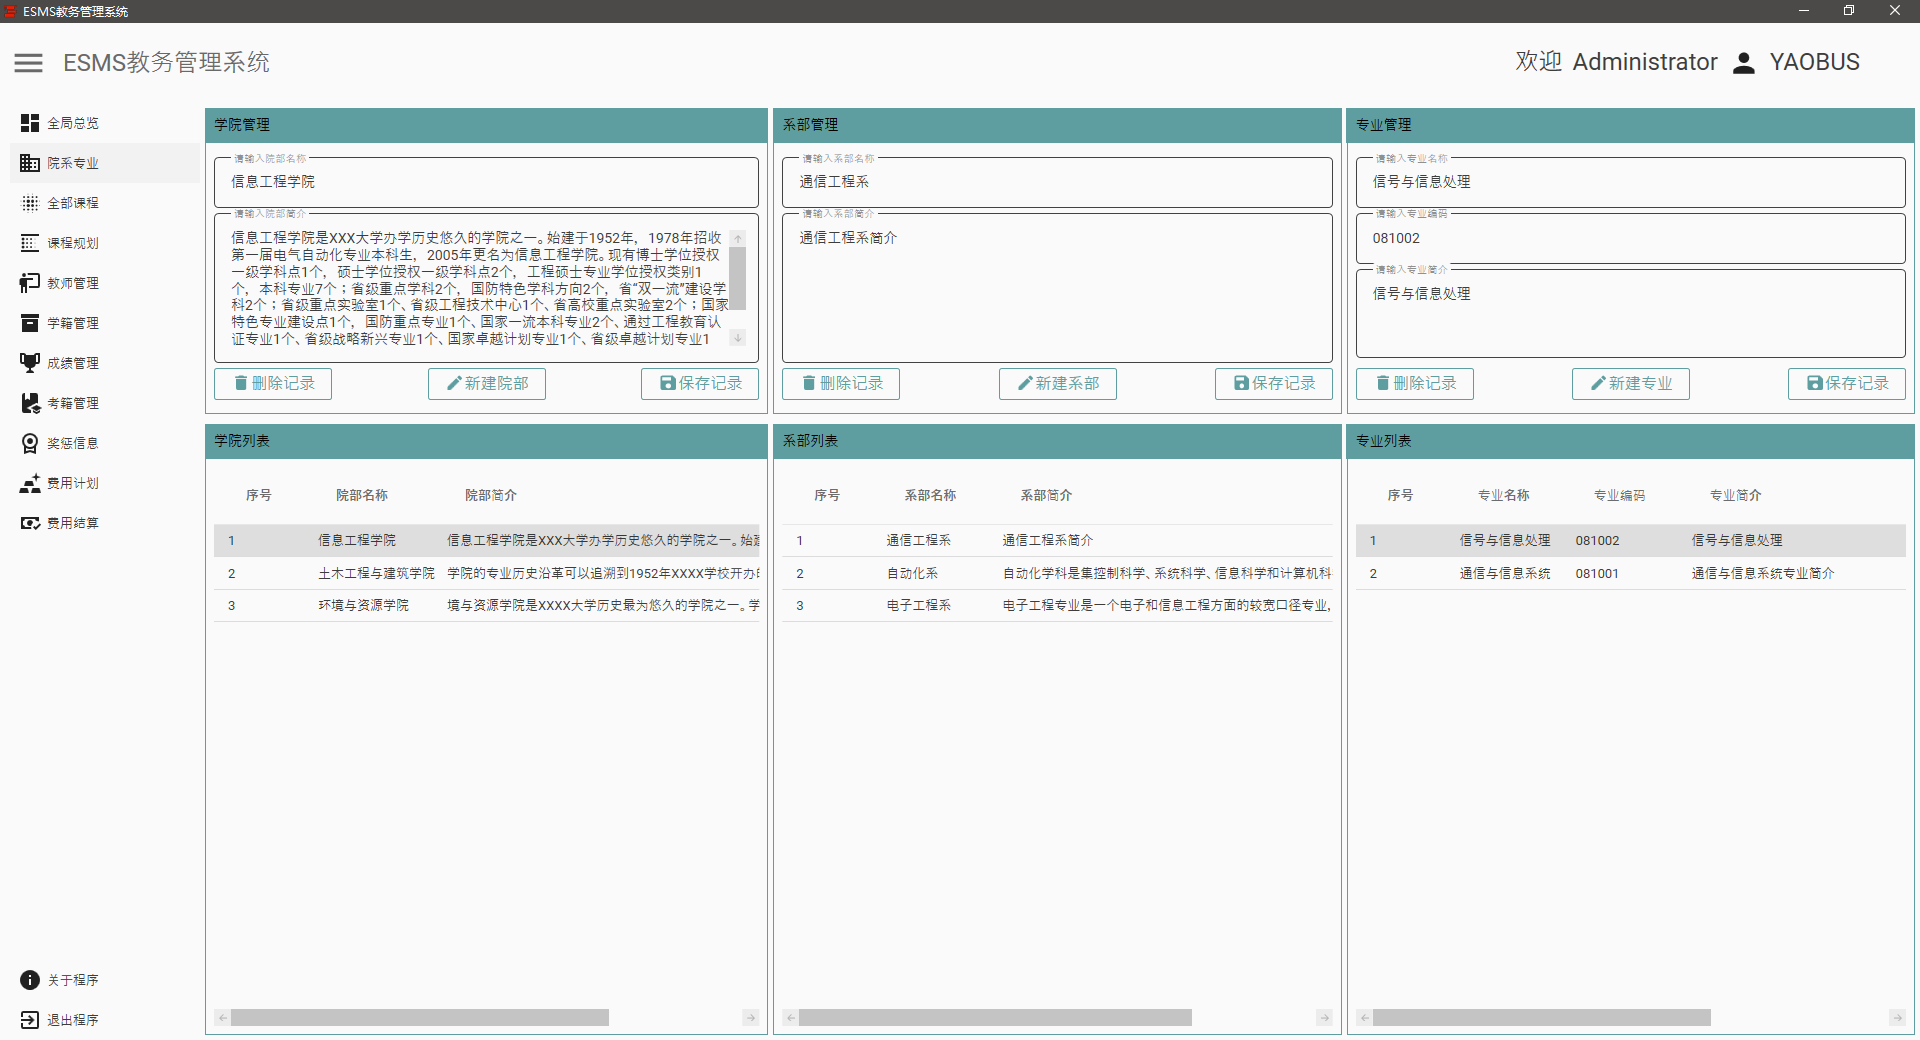 ESMS教务管理系统
ESMS教务管理系统
欢迎 Administrator YAOBUS
全局总览
院系专业
全部课程
课程规划
教师管理
学籍管理
成绩管理
考籍管理
奖惩信息
费用计划
费用结算
关于程序
退出程序
学院管理
请输入院部名称
信息工程学院
请输入院部简介
信息工程学院是XXX大学办学历史悠久的学院之一。始建于1952年，1978年招收
第一届电气自动化专业本科生，2005年更名为信息工程学院。现有博士学位授权
一级学科点1个，硕士学位授权一级学科点2个，工程硕士专业学位授权类别1
个，本科专业7个；省级重点学科2个，国防特色学科方向2个，省“双一流”建设学
科2个；省级重点实验室1个、省级工程技术中心1个、省高校重点实验室2个；国家
特色专业建设点1个，国防重点专业1个、国家一流本科专业2个、通过工程教育认
证专业1个、省级战略新兴专业1个、国家卓越计划专业1个、省级卓越计划专业1
删除记录 新建院部 保存记录
系部管理
请输入系部名称
通信工程系
请输入系部简介
通信工程系简介
删除记录 新建系部 保存记录
专业管理
请输入专业名称
信号与信息处理
请输入专业编码
081002
请输入专业简介
信号与信息处理
删除记录 新建专业 保存记录
学院列表
序号 院部名称 院部简介
1 信息工程学院 信息工程学院是XXX大学办学历史悠久的学院之一。始建
2 土木工程与建筑学院 学院的专业历史沿革可以追溯到1952年XXXX学校开办的
3 环境与资源学院 境与资源学院是XXXX大学历史最为悠久的学院之一。学
系部列表
序号 系部名称 系部简介
1 通信工程系 通信工程系简介
2 自动化系 自动化学科是集控制科学、系统科学、信息科学和计算机科
3 电子工程系 电子工程专业是一个电子和信息工程方面的较宽口径专业，
专业列表
序号 专业名称 专业编码 专业简介
1 信号与信息处理 081002 信号与信息处理
2 通信与信息系统 081001 通信与信息系统专业简介